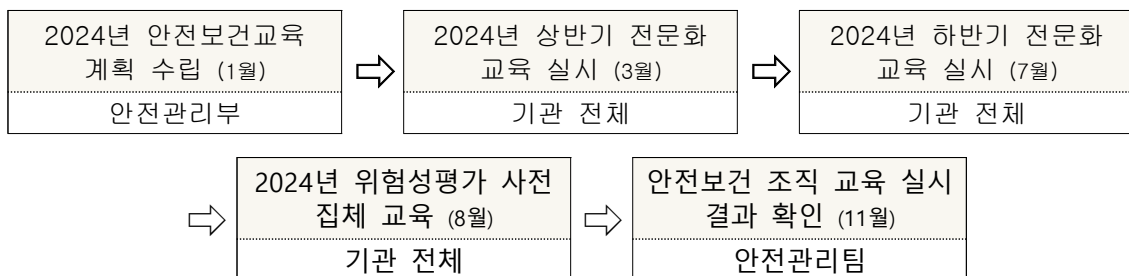 2024년 안전보건교육
계획 수립 (1월)
안전관리부
2024년 상반기 전문화
교육 실시 (3월)
기관 전체
2024년 하반기 전문화
교육 실시 (7월)
기관 전체
2024년 위험성평가 사전
집체 교육 (8월)
기관 전체
안전보건 조직 교육 실시
결과 확인 (11월)
안전관리팀